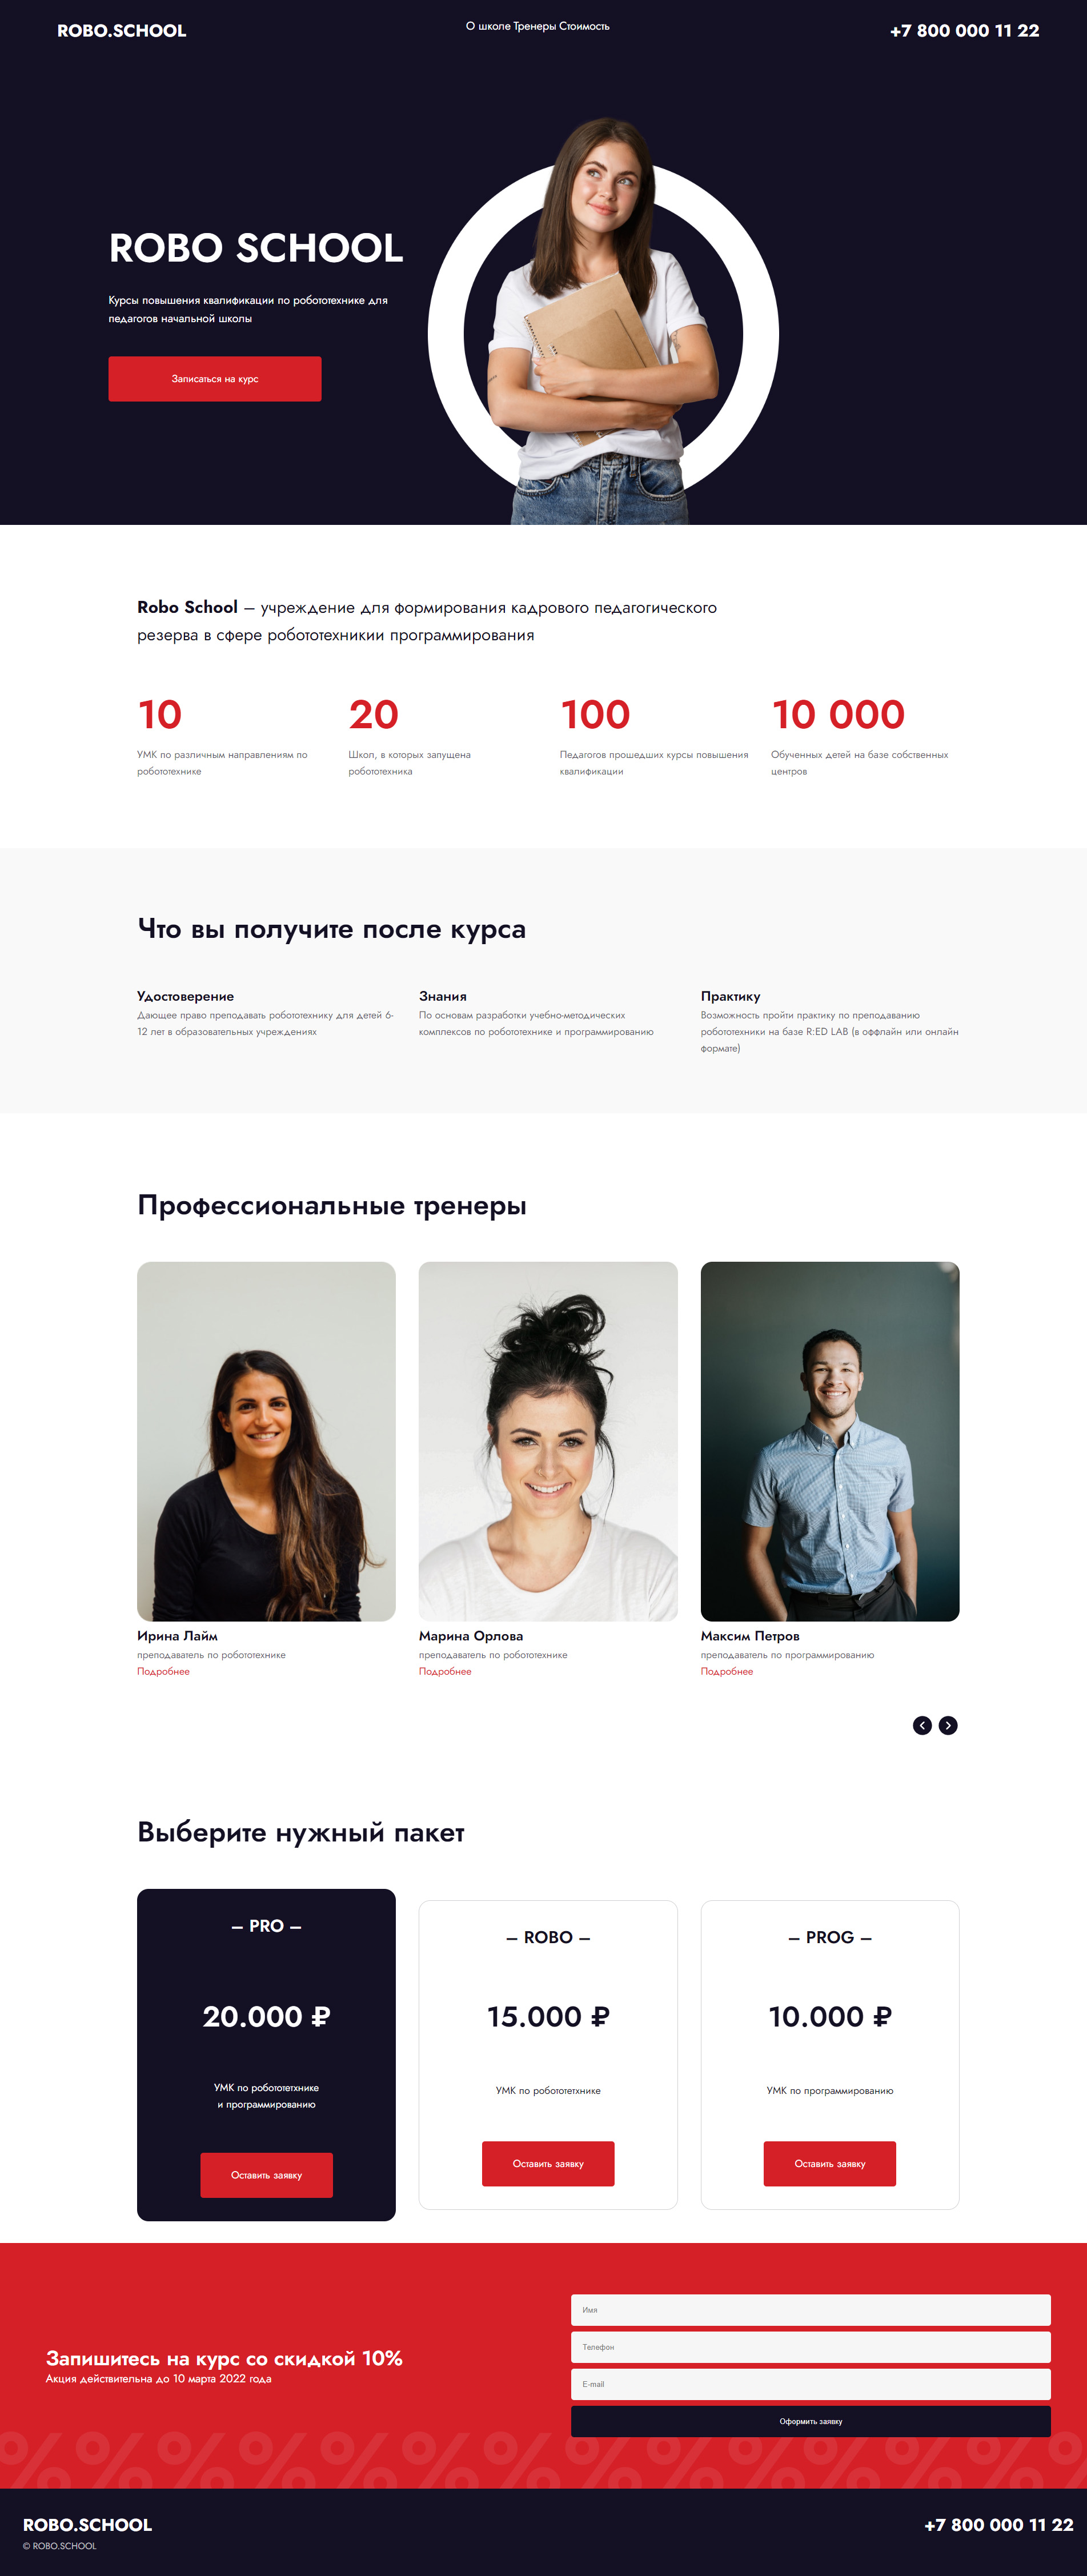 ROBO.SCHOOL
О школе Тренеры Стоимость
+7 800 000 11 22
ROBO SCHOOL
Курсы повышения квалификации по робототехнике для
педагогов начальной школы
Записаться на курс
Robo School – учреждение для формирования кадрового педагогического
резерва в сфере робототехникии программирования
10
УМК по различным направлениям по
робототехнике
20
Школ, в которых запущена
робототехника
100
Педагогов прошедших курсы повышения
квалификации
10 000
Обученных детей на базе собственных
центров
Что вы получите после курса
Удостоверение
Дающее право преподавать робототехнику для детей 6-
12 лет в образовательных учреждениях
Знания
По основам разработки учебно-методических
комплексов по робототехнике и программированию
Практику
Возможность пройти практику по преподаванию
робототехники на базе R:ED LAB (в оффлайн или онлайн
формате)
Профессиональные тренеры
Ирина Лайм
преподаватель по робототехнике
Подробнее
Марина Орлова
преподаватель по робототехнике
Подробнее
Максим Петров
преподаватель по программированию
Подробнее
Выберите нужный пакет
– PRO –
20.000 ₽
УМК по робототетхнике
и программированию
Оставить заявку
– ROBO –
15.000 ₽
УМК по робототетхнике
Оставить заявку
– PROG –
10.000 ₽
УМК по программированию
Оставить заявку
Запишитесь на курс со скидкой 10%
Акция действительна до 10 марта 2022 года
Имя
Телефон
E-mail
Оформить заявку
ROBO.SCHOOL
© ROBO.SCHOOL
+7 800 000 11 22